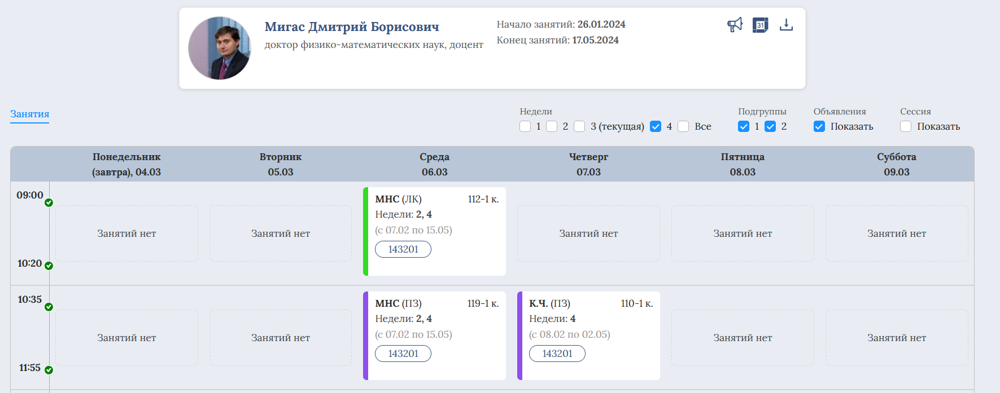 Мигас Дмитрий Борисович
доктор физико-математических наук, доцент
Начало занятий: 26.01.2024
Конец занятий: 17.05.2024
31
Занятия
Недели
1 2 3 (текущая) 4 Все
Подгруппы
1 2
Объявления
Показать
Сессия
Показать
Понедельник
(завтра), 04.03
Вторник
05.03
Среда
06.03
Четверг
07.03
Пятница
08.03
Суббота
09.03
09:00
10:20
Занятий нет
Занятий нет
МНС (ЛК) 112-1 к.
Недели: 2, 4
(с 07.02 по 15.05)
143201
Занятий нет
Занятий нет
Занятий нет
10:35
11:55
Занятий нет
Занятий нет
МНС (ПЗ) 119-1 к.
Недели: 2, 4
(с 07.02 по 15.05)
143201
К.Ч. (ПЗ) 110-1 к.
Недели: 4
(с 08.02 по 02.05)
143201
Занятий нет
Занятий нет